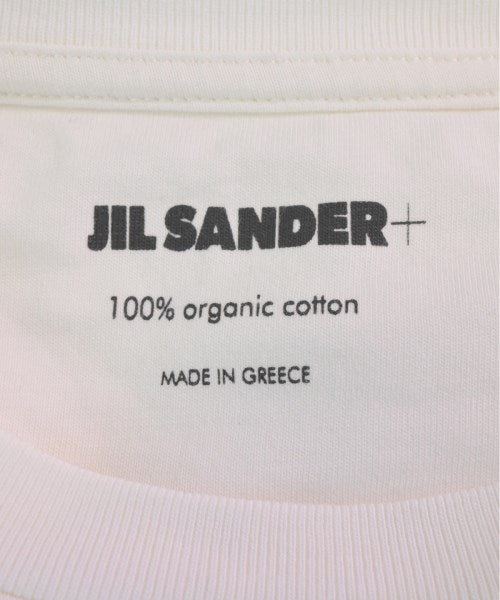 JIL SANDER+
100% organic cotton
MADE IN GREECE